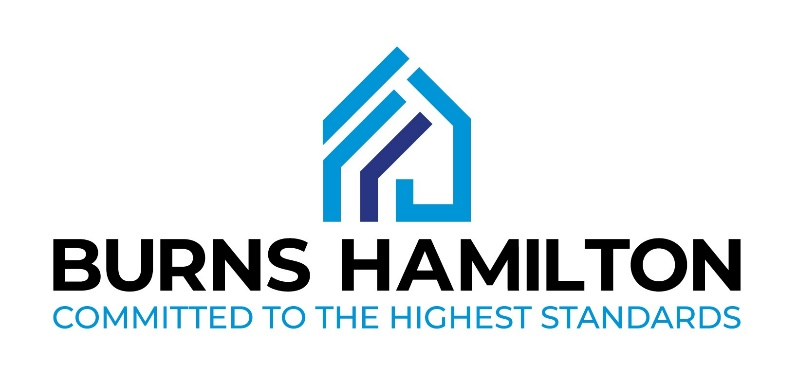 BURNS HAMILTON
COMMITTED TO THE HIGHEST STANDARDS